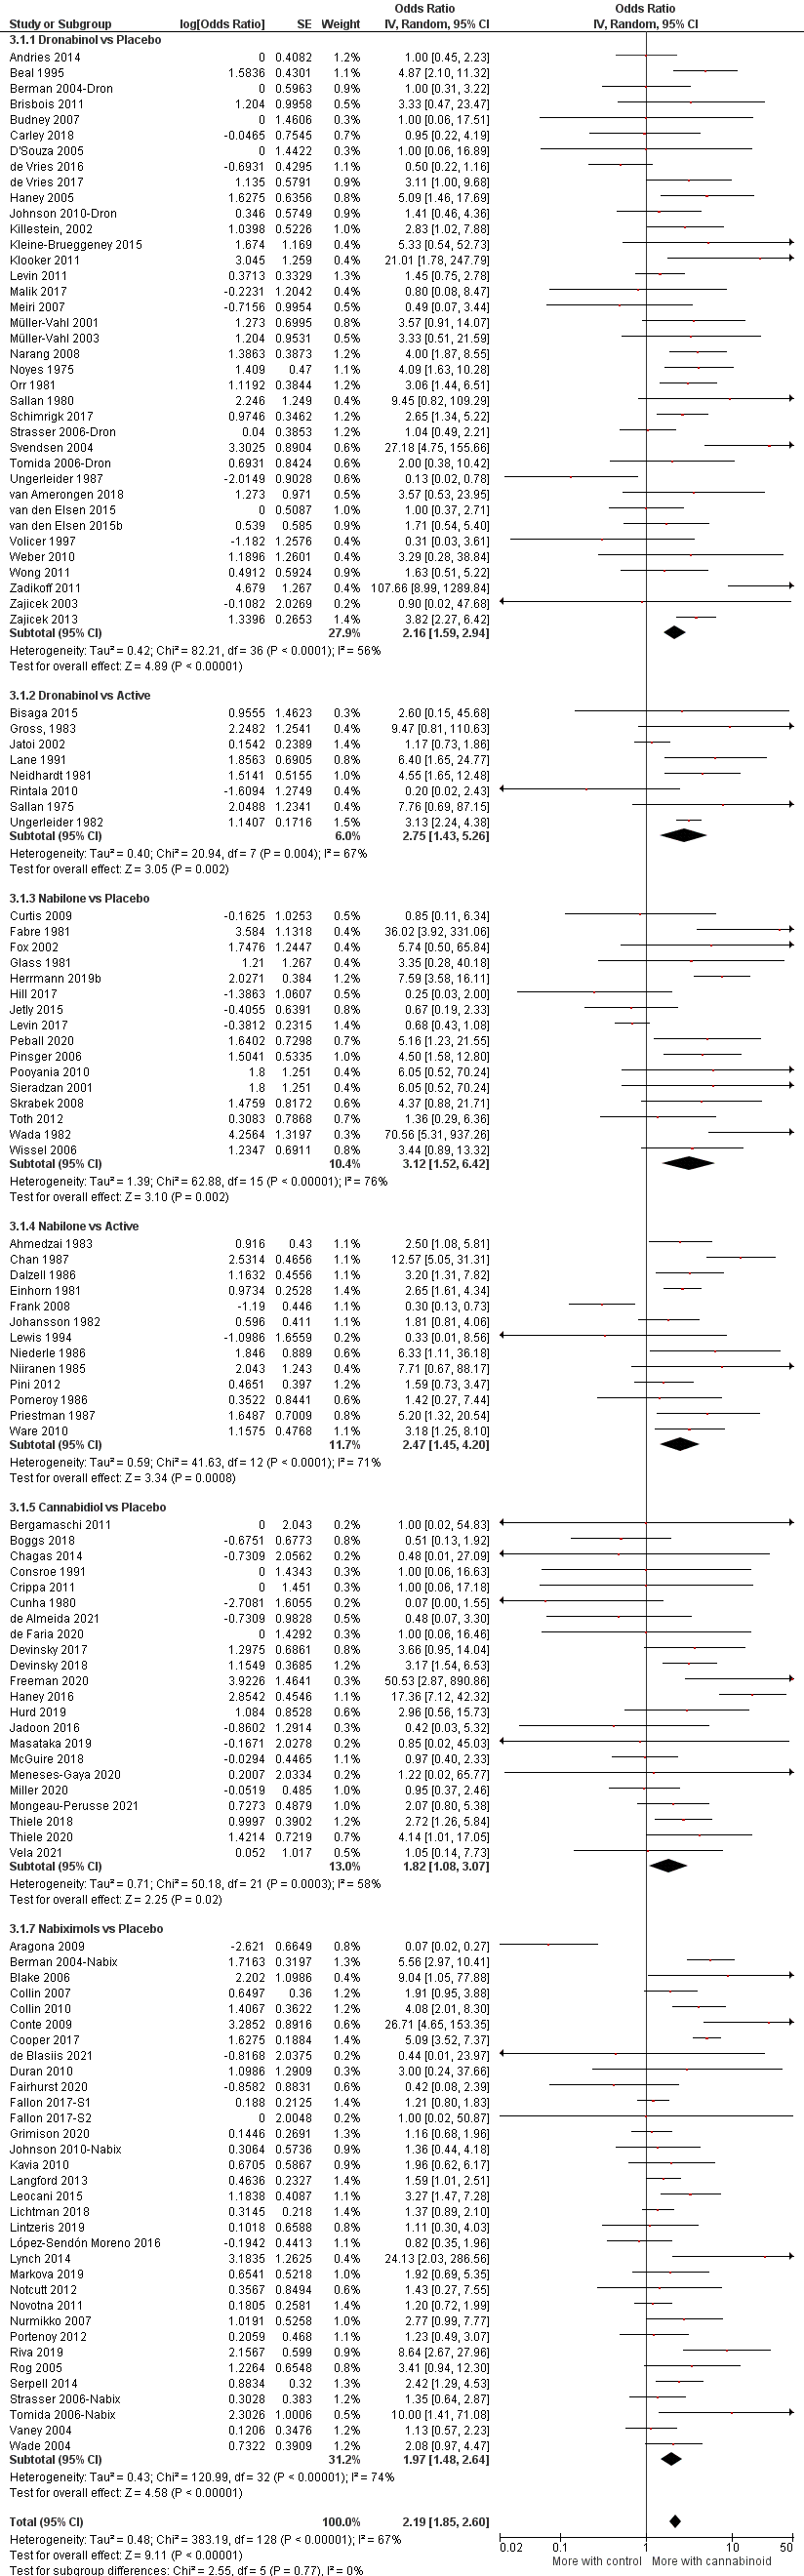 Odds Ratio Odds Ratio
Study or Subgroup log[Odds Ratio] SE Weight IV, Random, 95% CI IV, Random, 95% CI
3.1.1 Dronabinol vs Placebo
Andries 2014 0 0.4082 1.2% 1.00 [0.45, 2.23]
Beal 1995 1.5836 0.4301 1.1% 4.87 [2.10, 11.32]
Berman 2004-Dron 0 0.5963 0.9% 1.00 [0.31, 3.22]
Brisbois 2011 1.204 0.9958 0.5% 3.33 [0.47, 23.47]
Budney 2007 0 1.4606 0.3% 1.00 [0.06, 17.51]
Carley 2018 -0.0465 0.7545 0.7% 0.95 [0.22, 4.19]
D'Souza 2005 0 1.4422 0.3% 1.00 [0.06, 16.89]
de Vries 2016 -0.6931 0.4295 1.1% 0.50 [0.22, 1.16]
de Vries 2017 1.135 0.5791 0.9% 3.11 [1.00, 9.68]
Haney 2005 1.6275 0.6356 0.8% 5.09 [1.46, 17.69]
Johnson 2010-Dron 0.346 0.5749 0.9% 1.41 [0.46, 4.36]
Killestein, 2002 1.0398 0.5226 1.0% 2.83 [1.02, 7.88]
Kleine-Brueggeney 2015 1.674 1.169 0.4% 5.33 [0.54, 52.73]
Klooker 2011 3.045 1.259 0.4% 21.01 [1.78, 247.79]
Levin 2011 0.3713 0.3329 1.2% 1.45 [0.75, 2.78]
Malik 2017 -0.2231 1.2042 0.4% 0.80 [0.08, 8.47]
Meiri 2007 -0.7156 0.9954 0.5% 0.49 [0.07, 3.44]
Müller-Vahl 2001 1.273 0.6995 0.8% 3.57 [0.91, 14.07]
Müller-Vahl 2003 1.204 0.9531 0.5% 3.33 [0.51, 21.59]
Narang 2008 1.3863 0.3873 1.2% 4.00 [1.87, 8.55]
Noyes 1975 1.409 0.47 1.1% 4.09 [1.63, 10.28]
Orr 1981 1.1192 0.3844 1.2% 3.06 [1.44, 6.51]
Sallan 1980 2.246 1.249 0.4% 9.45 [0.82, 109.29]
Schimrigk 2017 0.9746 0.3462 1.2% 2.65 [1.34, 5.22]
Strasser 2006-Dron 0.04 0.3853 1.2% 1.04 [0.49, 2.21]
Svendsen 2004 3.3025 0.8904 0.6% 27.18 [4.75, 155.66]
Tomida 2006-Dron 0.6931 0.8424 0.6% 2.00 [0.38, 10.42]
Ungerleider 1987 -2.0149 0.9028 0.6% 0.13 [0.02, 0.78]
van Amerongen 2018 1.273 0.971 0.5% 3.57 [0.53, 23.95]
van den Elsen 2015 0 0.5087 1.0% 1.00 [0.37, 2.71]
van den Elsen 2015b 0.539 0.585 0.9% 1.71 [0.54, 5.40]
Volicer 1997 -1.182 1.2576 0.4% 0.31 [0.03, 3.61]
Weber 2010 1.1896 1.2601 0.4% 3.29 [0.28, 38.84]
Wong 2011 0.4912 0.5924 0.9% 1.63 [0.51, 5.22]
Zadikoff 2011 4.679 1.267 0.4% 107.66 [8.99, 1289.84]
Zajicek 2003 -0.1082 2.0269 0.2% 0.90 [0.02, 47.68]
Zajicek 2013 1.3396 0.2653 1.4% 3.82 [2.27, 6.42]
Subtotal (95% CI) 27.9% 2.16 [1.59, 2.94]
Heterogeneity: Tau² = 0.42; Chi² = 82.21, df = 36 (P < 0.0001); I² = 56%
Test for overall effect: Z = 4.89 (P < 0.00001)
3.1.2 Dronabinol vs Active
Bisaga 2015 0.9555 1.4623 0.3% 2.60 [0.15, 45.68]
Gross, 1983 2.2482 1.2541 0.4% 9.47 [0.81, 110.63]
Jatoi 2002 0.1542 0.2389 1.4% 1.17 [0.73, 1.86]
Lane 1991 1.8563 0.6905 0.8% 6.40 [1.65, 24.77]
Neidhardt 1981 1.5141 0.5155 1.0% 4.55 [1.65, 12.48]
Rintala 2010 -1.6094 1.2749 0.4% 0.20 [0.02, 2.43]
Sallan 1975 2.0488 1.2341 0.4% 7.76 [0.69, 87.15]
Ungerleider 1982 1.1407 0.1716 1.5% 3.13 [2.24, 4.38]
Subtotal (95% CI) 6.0% 2.75 [1.43, 5.26]
Heterogeneity: Tau² = 0.40; Chi² = 20.94, df = 7 (P = 0.004); I² = 67%
Test for overall effect: Z = 3.05 (P = 0.002)
3.1.3 Nabilone vs Placebo
Curtis 2009 -0.1625 1.0253 0.5% 0.85 [0.11, 6.34]
Fabre 1981 3.584 1.1318 0.4% 36.02 [3.92, 331.06]
Fox 2002 1.7476 1.2447 0.4% 5.74 [0.50, 65.84]
Glass 1981 1.21 1.267 0.4% 3.35 [0.28, 40.18]
Herrmann 2019b 2.0271 0.384 1.2% 7.59 [3.58, 16.11]
Hill 2017 -1.3863 1.0607 0.5% 0.25 [0.03, 2.00]
Jetly 2015 -0.4055 0.6391 0.8% 0.67 [0.19, 2.33]
Levin 2017 -0.3812 0.2315 1.4% 0.68 [0.43, 1.08]
Peball 2020 1.6402 0.7298 0.7% 5.16 [1.23, 21.55]
Pinsger 2006 1.5041 0.5335 1.0% 4.50 [1.58, 12.80]
Pooyania 2010 1.8 1.251 0.4% 6.05 [0.52, 70.24]
Sieradzan 2001 1.8 1.251 0.4% 6.05 [0.52, 70.24]
Skrabek 2008 1.4759 0.8172 0.6% 4.37 [0.88, 21.71]
Toth 2012 0.3083 0.7868 0.7% 1.36 [0.29, 6.36]
Wada 1982 4.2564 1.3197 0.3% 70.56 [5.31, 937.26]
Wissel 2006 1.2347 0.6911 0.8% 3.44 [0.89, 13.32]
Subtotal (95% CI) 10.4% 3.12 [1.52, 6.42]
Heterogeneity: Tau² = 1.39; Chi² = 62.88, df = 15 (P < 0.00001); I² = 76%
Test for overall effect: Z = 3.10 (P = 0.002)
3.1.4 Nabilone vs Active
Ahmedzai 1983 0.916 0.43 1.1% 2.50 [1.08, 5.81]
Chan 1987 2.5314 0.4656 1.1% 12.57 [5.05, 31.31]
Dalzell 1986 1.1632 0.4556 1.1% 3.20 [1.31, 7.82]
Einhorn 1981 0.9734 0.2528 1.4% 2.65 [1.61, 4.34]
Frank 2008 -1.19 0.446 1.1% 0.30 [0.13, 0.73]
Johansson 1982 0.596 0.411 1.1% 1.81 [0.81, 4.06]
Lewis 1994 -1.0986 1.6559 0.2% 0.33 [0.01, 8.56]
Niederle 1986 1.846 0.889 0.6% 6.33 [1.11, 36.18]
Niiranen 1985 2.043 1.243 0.4% 7.71 [0.67, 88.17]
Pini 2012 0.4651 0.397 1.2% 1.59 [0.73, 3.47]
Pomeroy 1986 0.3522 0.8441 0.6% 1.42 [0.27, 7.44]
Priestman 1987 1.6487 0.7009 0.8% 5.20 [1.32, 20.54]
Ware 2010 1.1575 0.4768 1.1% 3.18 [1.25, 8.10]
Subtotal (95% CI) 11.7% 2.47 [1.45, 4.20]
Heterogeneity: Tau² = 0.59; Chi² = 41.63, df = 12 (P < 0.0001); I² = 71%
Test for overall effect: Z = 3.34 (P = 0.0008)
3.1.5 Cannabidiol vs Placebo
Bergamaschi 2011 0 2.043 0.2% 1.00 [0.02, 54.83]
Boggs 2018 -0.6751 0.6773 0.8% 0.51 [0.13, 1.92]
Chagas 2014 -0.7309 2.0562 0.2% 0.48 [0.01, 27.09]
Consroe 1991 0 1.4343 0.3% 1.00 [0.06, 16.63]
Crippa 2011 0 1.451 0.3% 1.00 [0.06, 17.18]
Cunha 1980 -2.7081 1.6055 0.2% 0.07 [0.00, 1.55]
de Almeida 2021 -0.7309 0.9828 0.5% 0.48 [0.07, 3.30]
de Faria 2020 0 1.4292 0.3% 1.00 [0.06, 16.46]
Devinsky 2017 1.2975 0.6861 0.8% 3.66 [0.95, 14.04]
Devinsky 2018 1.1549 0.3685 1.2% 3.17 [1.54, 6.53]
Freeman 2020 3.9226 1.4641 0.3% 50.53 [2.87, 890.86]
Haney 2016 2.8542 0.4546 1.1% 17.36 [7.12, 42.32]
Hurd 2019 1.084 0.8528 0.6% 2.96 [0.56, 15.73]
Jadoon 2016 -0.8602 1.2914 0.4% 0.42 [0.03, 5.32]
Masataka 2019 -0.1671 2.0278 0.2% 0.85 [0.02, 45.03]
McGuire 2018 -0.0294 0.4465 1.1% 0.97 [0.40, 2.33]
Meneses-Gaya 2020 0.2007 2.0334 0.2% 1.22 [0.02, 65.77]
Miller 2020 -0.0519 0.485 1.0% 0.95 [0.37, 2.46]
Mongeau-Perusse 2021 0.7273 0.4879 1.0% 2.07 [0.80, 5.38]
Thiele 2018 0.9997 0.3902 1.2% 2.72 [1.26, 5.84]
Thiele 2020 1.4214 0.7219 0.7% 4.14 [1.01, 17.05]
Vela 2021 0.052 1.017 0.5% 1.05 [0.14, 7.73]
Subtotal (95% CI) 13.0% 1.82 [1.08, 3.07]
Heterogeneity: Tau² = 0.71; Chi² = 50.18, df = 21 (P = 0.0003); I² = 58%
Test for overall effect: Z = 2.25 (P = 0.02)
3.1.7 Nabiximols vs Placebo
Aragona 2009 -2.621 0.6649 0.8% 0.07 [0.02, 0.27]
Berman 2004-Nabix 1.7163 0.3197 1.3% 5.56 [2.97, 10.41]
Blake 2006 2.202 1.0986 0.4% 9.04 [1.05, 77.88]
Collin 2007 0.6497 0.36 1.2% 1.91 [0.95, 3.88]
Collin 2010 1.4067 0.3622 1.2% 4.08 [2.01, 8.30]
Conte 2009 3.2852 0.8916 0.6% 26.71 [4.65, 153.35]
Cooper 2017 1.6275 0.1884 1.4% 5.09 [3.52, 7.37]
de Blasiis 2021 -0.8168 2.0375 0.2% 0.44 [0.01, 23.97]
Duran 2010 1.0986 1.2909 0.4% 3.00 [0.24, 37.66]
Fairhurst 2020 -0.8582 0.8831 0.6% 0.42 [0.08, 2.39]
Fallon 2017-S1 0.188 0.2125 1.4% 1.21 [0.80, 1.83]
Fallon 2017-S2 0 2.0048 0.2% 1.00 [0.02, 50.87]
Grimison 2020 0.1446 0.2691 1.3% 1.16 [0.68, 1.96]
Johnson 2010-Nabix 0.3064 0.5736 0.9% 1.36 [0.44, 4.18]
Kavia 2010 0.6705 0.5867 0.9% 1.96 [0.62, 6.17]
Langford 2013 0.4636 0.2327 1.4% 1.59 [1.01, 2.51]
Leocani 2015 1.1838 0.4087 1.2% 3.27 [1.47, 7.28]
Lichtman 2018 0.3145 0.218 1.4% 1.37 [0.89, 2.10]
Lintzeris 2019 0.1018 0.6588 0.8% 1.11 [0.30, 4.03]
López-Sendón Moreno 2016 -0.1942 0.4413 1.1% 0.82 [0.35, 1.96]
Lynch 2014 3.1835 1.2625 0.4% 24.13 [2.03, 286.56]
Markova 2019 0.6541 0.5218 1.0% 1.92 [0.69, 5.35]
Notcutt 2012 0.3567 0.8494 0.6% 1.43 [0.27, 7.55]
Novotna 2011 0.1805 0.2581 1.4% 1.20 [0.72, 1.99]
Nurmikko 2007 1.0191 0.5258 1.0% 2.77 [0.99, 7.77]
Portenoy 2012 0.2059 0.468 1.1% 1.23 [0.49, 3.07]
Riva 2019 2.1567 0.599 0.9% 8.64 [2.67, 27.96]
Rog 2005 1.2264 0.6548 0.8% 3.41 [0.94, 12.30]
Serpell 2014 0.8834 0.32 1.3% 2.42 [1.29, 4.53]
Strasser 2006-Nabix 0.3028 0.383 1.2% 1.35 [0.64, 2.87]
Tomida 2006-Nabix 2.3026 1.0006 0.5% 10.00 [1.41, 71.08]
Vaney 2004 0.1206 0.3476 1.2% 1.13 [0.57, 2.23]
Wade 2004 0.7322 0.3909 1.2% 2.08 [0.97, 4.47]
Subtotal (95% CI) 31.2% 1.97 [1.48, 2.64]
Heterogeneity: Tau² = 0.43; Chi² = 120.99, df = 32 (P < 0.00001); I² = 74%
Test for overall effect: Z = 4.58 (P < 0.00001)
Total (95% CI) 100.0% 2.19 [1.85, 2.60]
Heterogeneity: Tau² = 0.48; Chi² = 383.19, df = 128 (P < 0.00001); I² = 67%
Test for overall effect: Z = 9.11 (P < 0.00001)
Test for subgroup differences: Chi² = 2.55, df = 5 (P = 0.77), I² = 0%
0.02 0.1 1 10 50
More with control More with cannabinoid